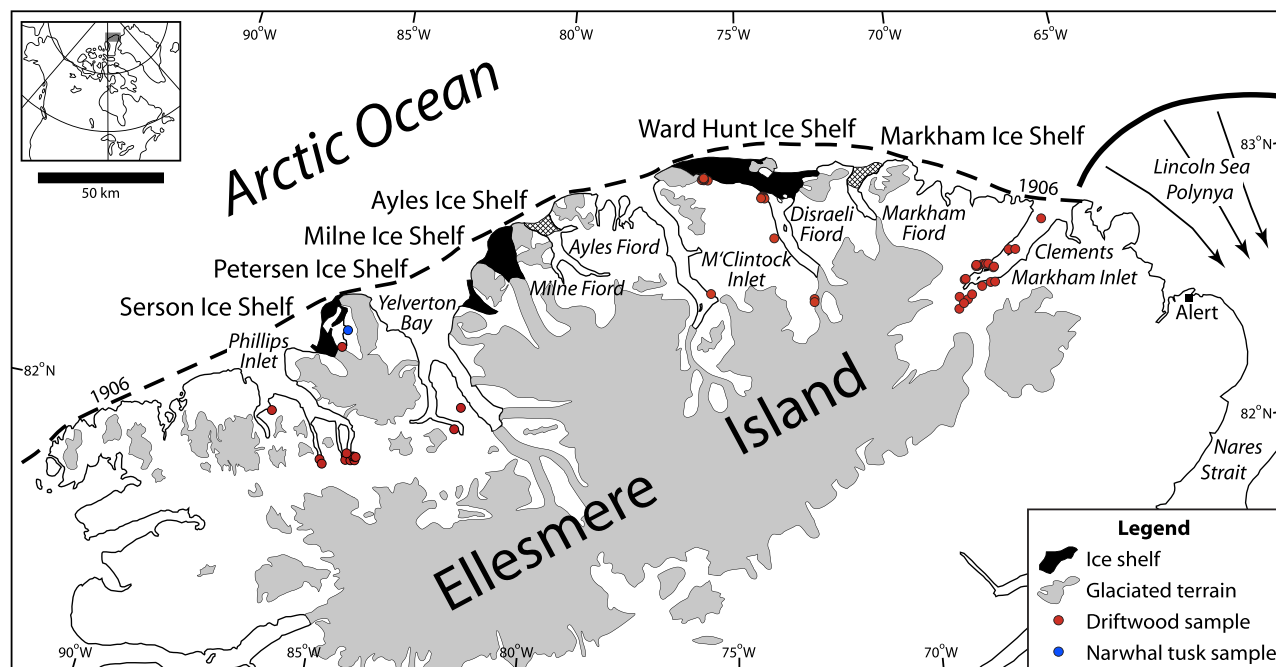 90°W
85°W
80°W
75°W
70°W
65°W
50 km
Arctic Ocean
Ward Hunt Ice Shelf
Markham Ice Shelf
83°N
Lincoln Sea
Polynya
1906
Ayles Ice Shelf
Milne Ice Shelf
Petersen Ice Shelf
Serson Ice Shelf
Ayles Fiord
Milne Fiord
Yelverton
Bay
Phillips
Inlet
M'Clintock
Inlet
Disraeli
Fiord
Markham
Fiord
Clements
Markham Inlet
Alert
82°N
1906
82°N
Nares
Strait
Ellesmere
Island
Legend
Ice shelf
Glaciated terrain
Driftwood sample
Narwhal tusk sample
90°W
85°W
80°W
75°W
70°W